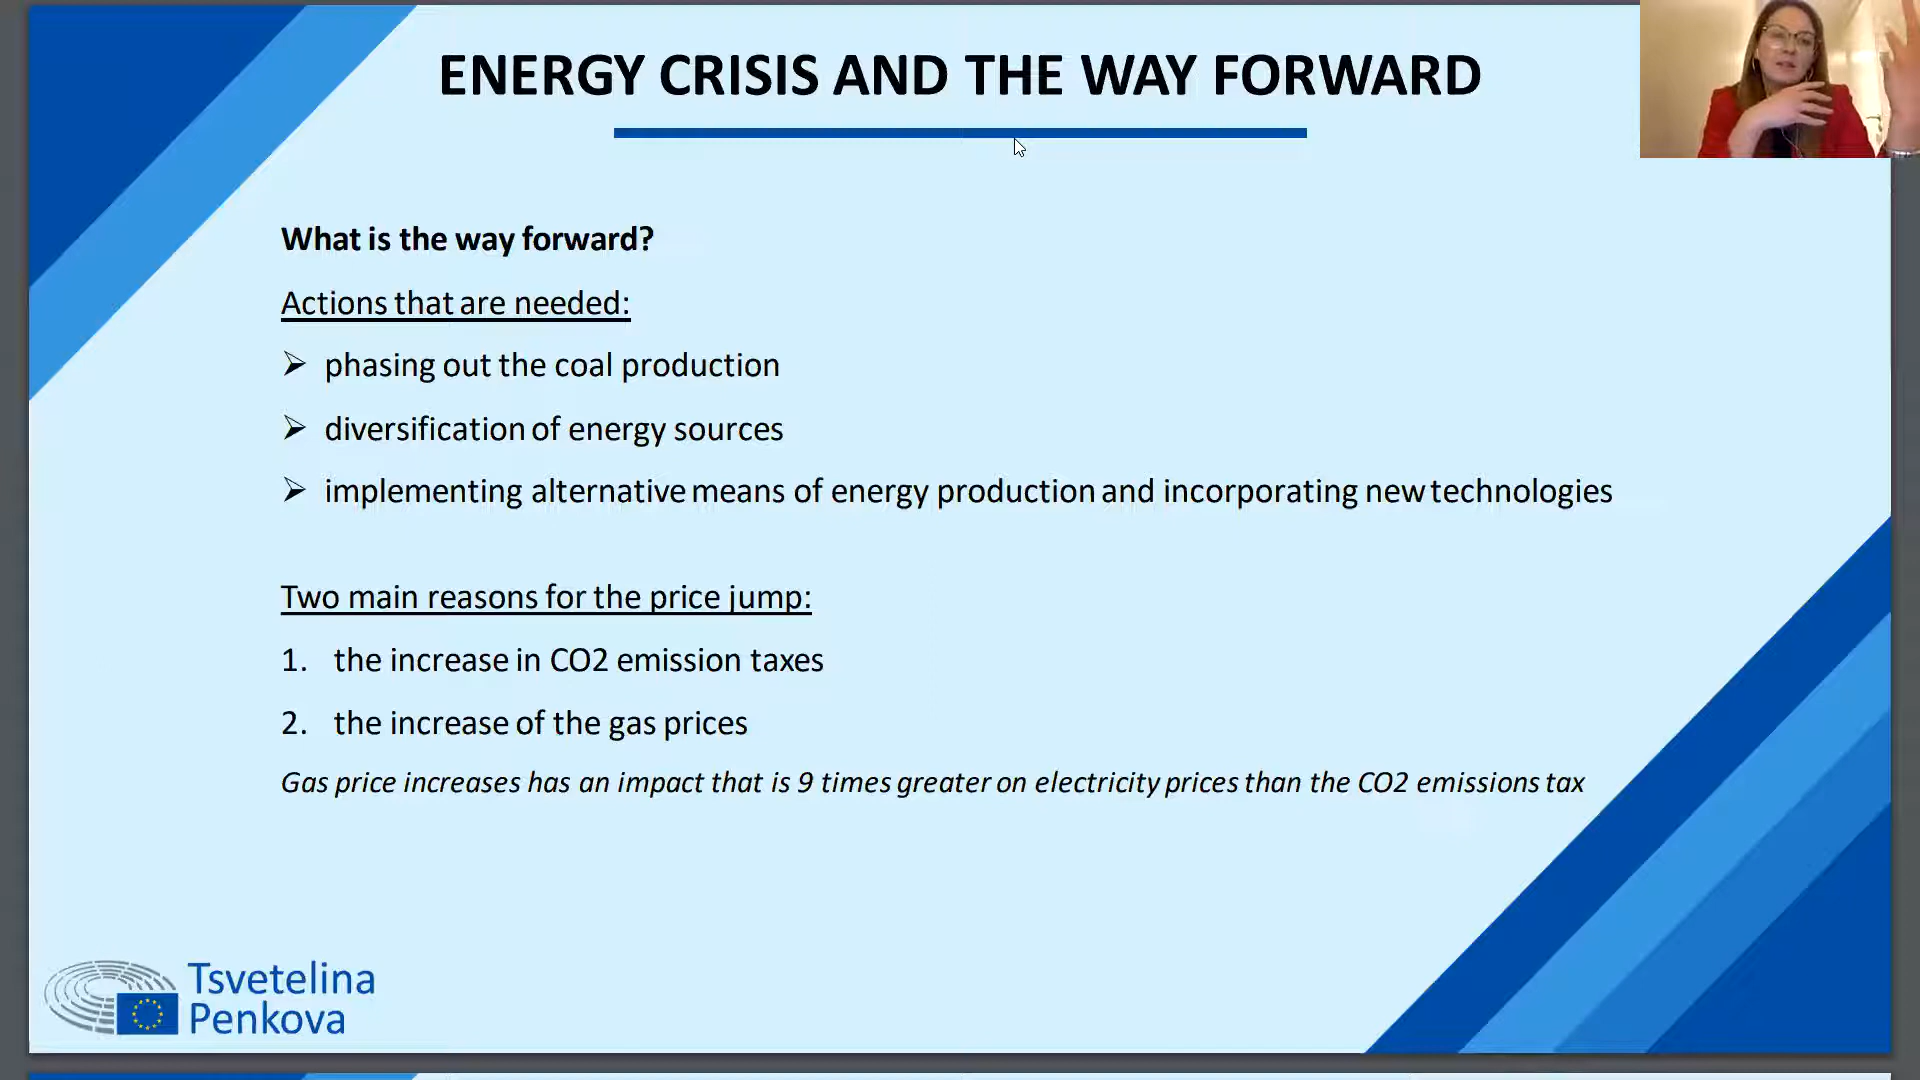 ENERGY CRISIS AND THE WAY FORWARD
What is the way forward?
Actions that are needed:
➢ phasing out the coal production
➢ diversification of energy sources
➢ implementing alternative means of energy production and incorporating new technologies
Two main reasons for the price jump:
1. the increase in CO2 emission taxes
2. the increase of the gas prices
Gas price increases has an impact that is 9 times greater on electricity prices than the CO2 emissions tax
Tsvetelina
Penkova